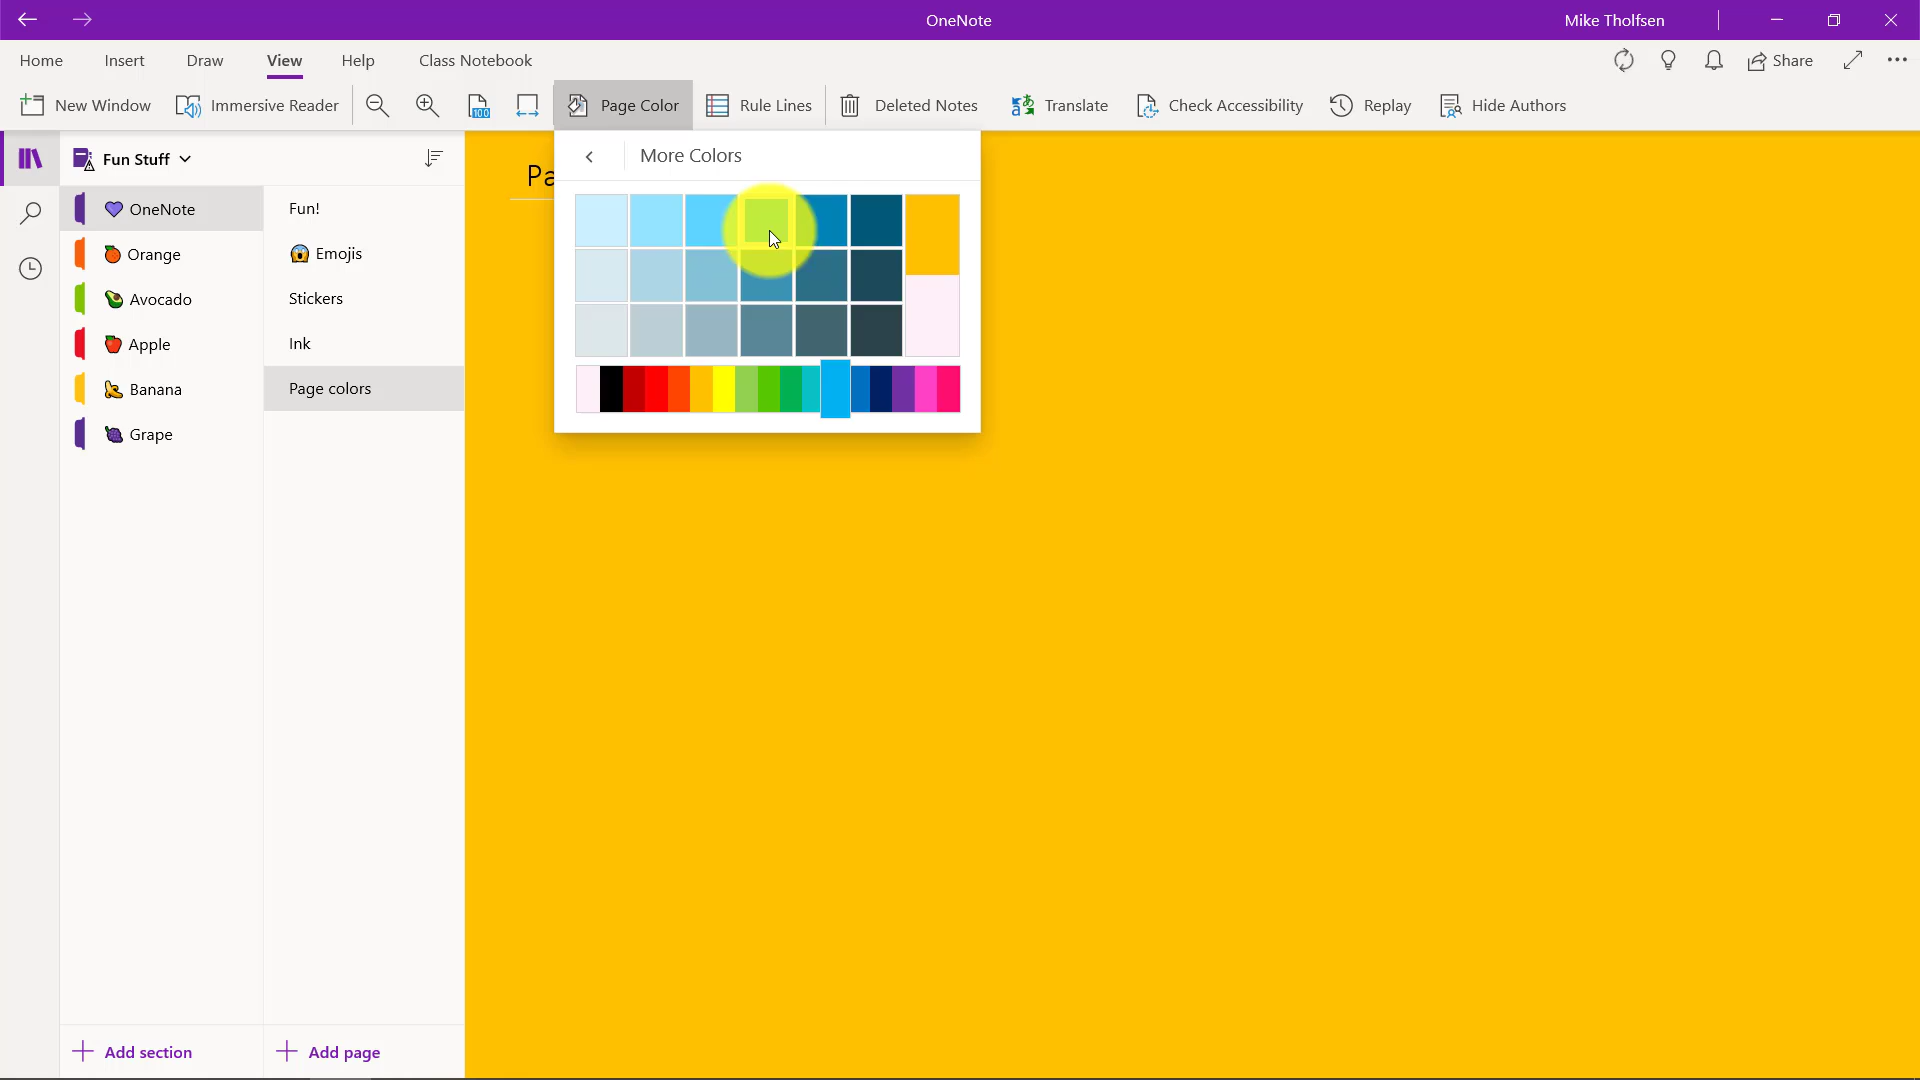 OneNote
Mike Tholfsen
Home Insert Draw View Help Class Notebook
Share
New Window Immersive Reader 100 Page Color Rule Lines Deleted Notes Translate Check Accessibility Replay Hide Authors
Fun Stuff
More Colors
Pa
OneNote
Orange
Avocado
Apple
Banana
Grape
Fun!
Emojis
Stickers
Ink
Page colors
Add section
Add page